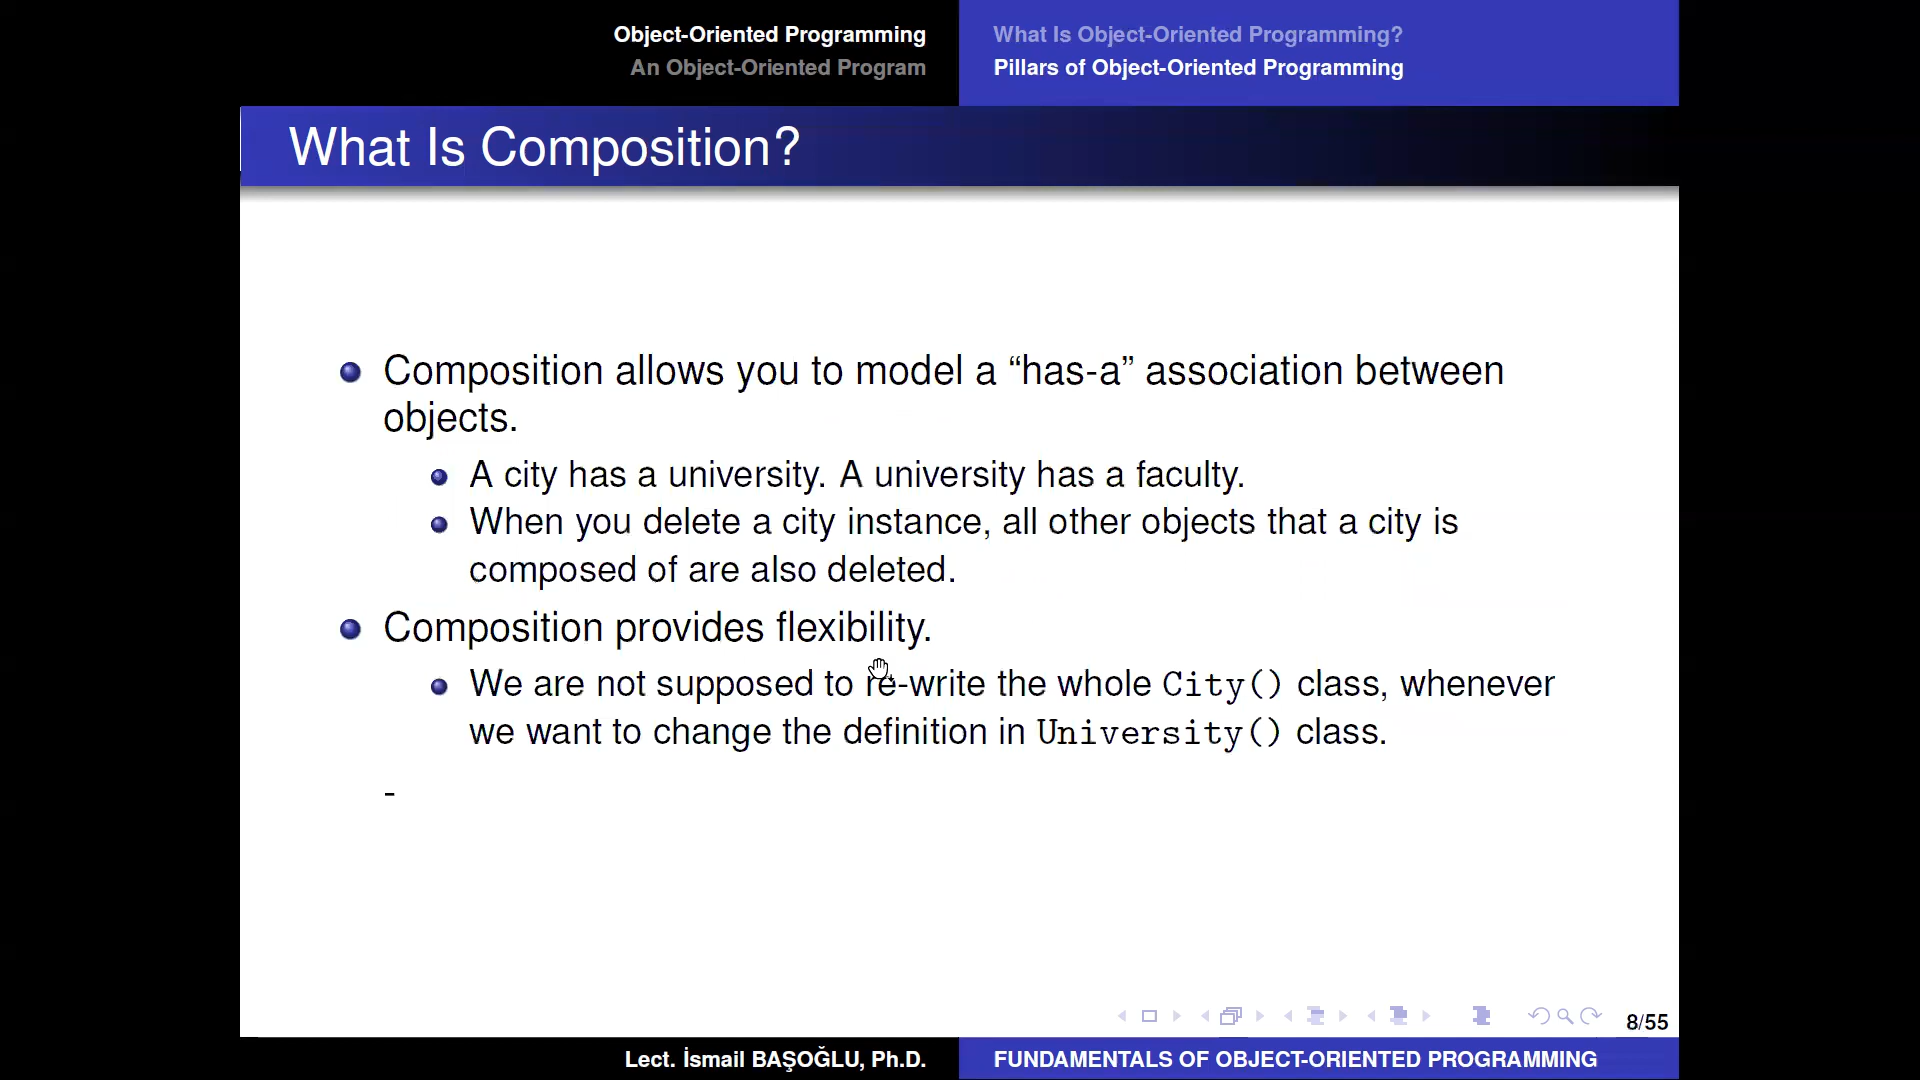 Object-Oriented Programming
An Object-Oriented Program
What Is Object-Oriented Programming?
Pillars of Object-Oriented Programming
What Is Composition?
Composition allows you to model a “has-a” association between
objects.
A city has a university. A university has a faculty.
When you delete a city instance, all other objects that a city is
composed of are also deleted.
Composition provides flexibility.
We are not supposed to re-write the whole City() class, whenever
we want to change the definition in University() class.
-
8/55
Lect. İsmail BAŞOĞLU, Ph.D.
FUNDAMENTALS OF OBJECT-ORIENTED PROGRAMMING